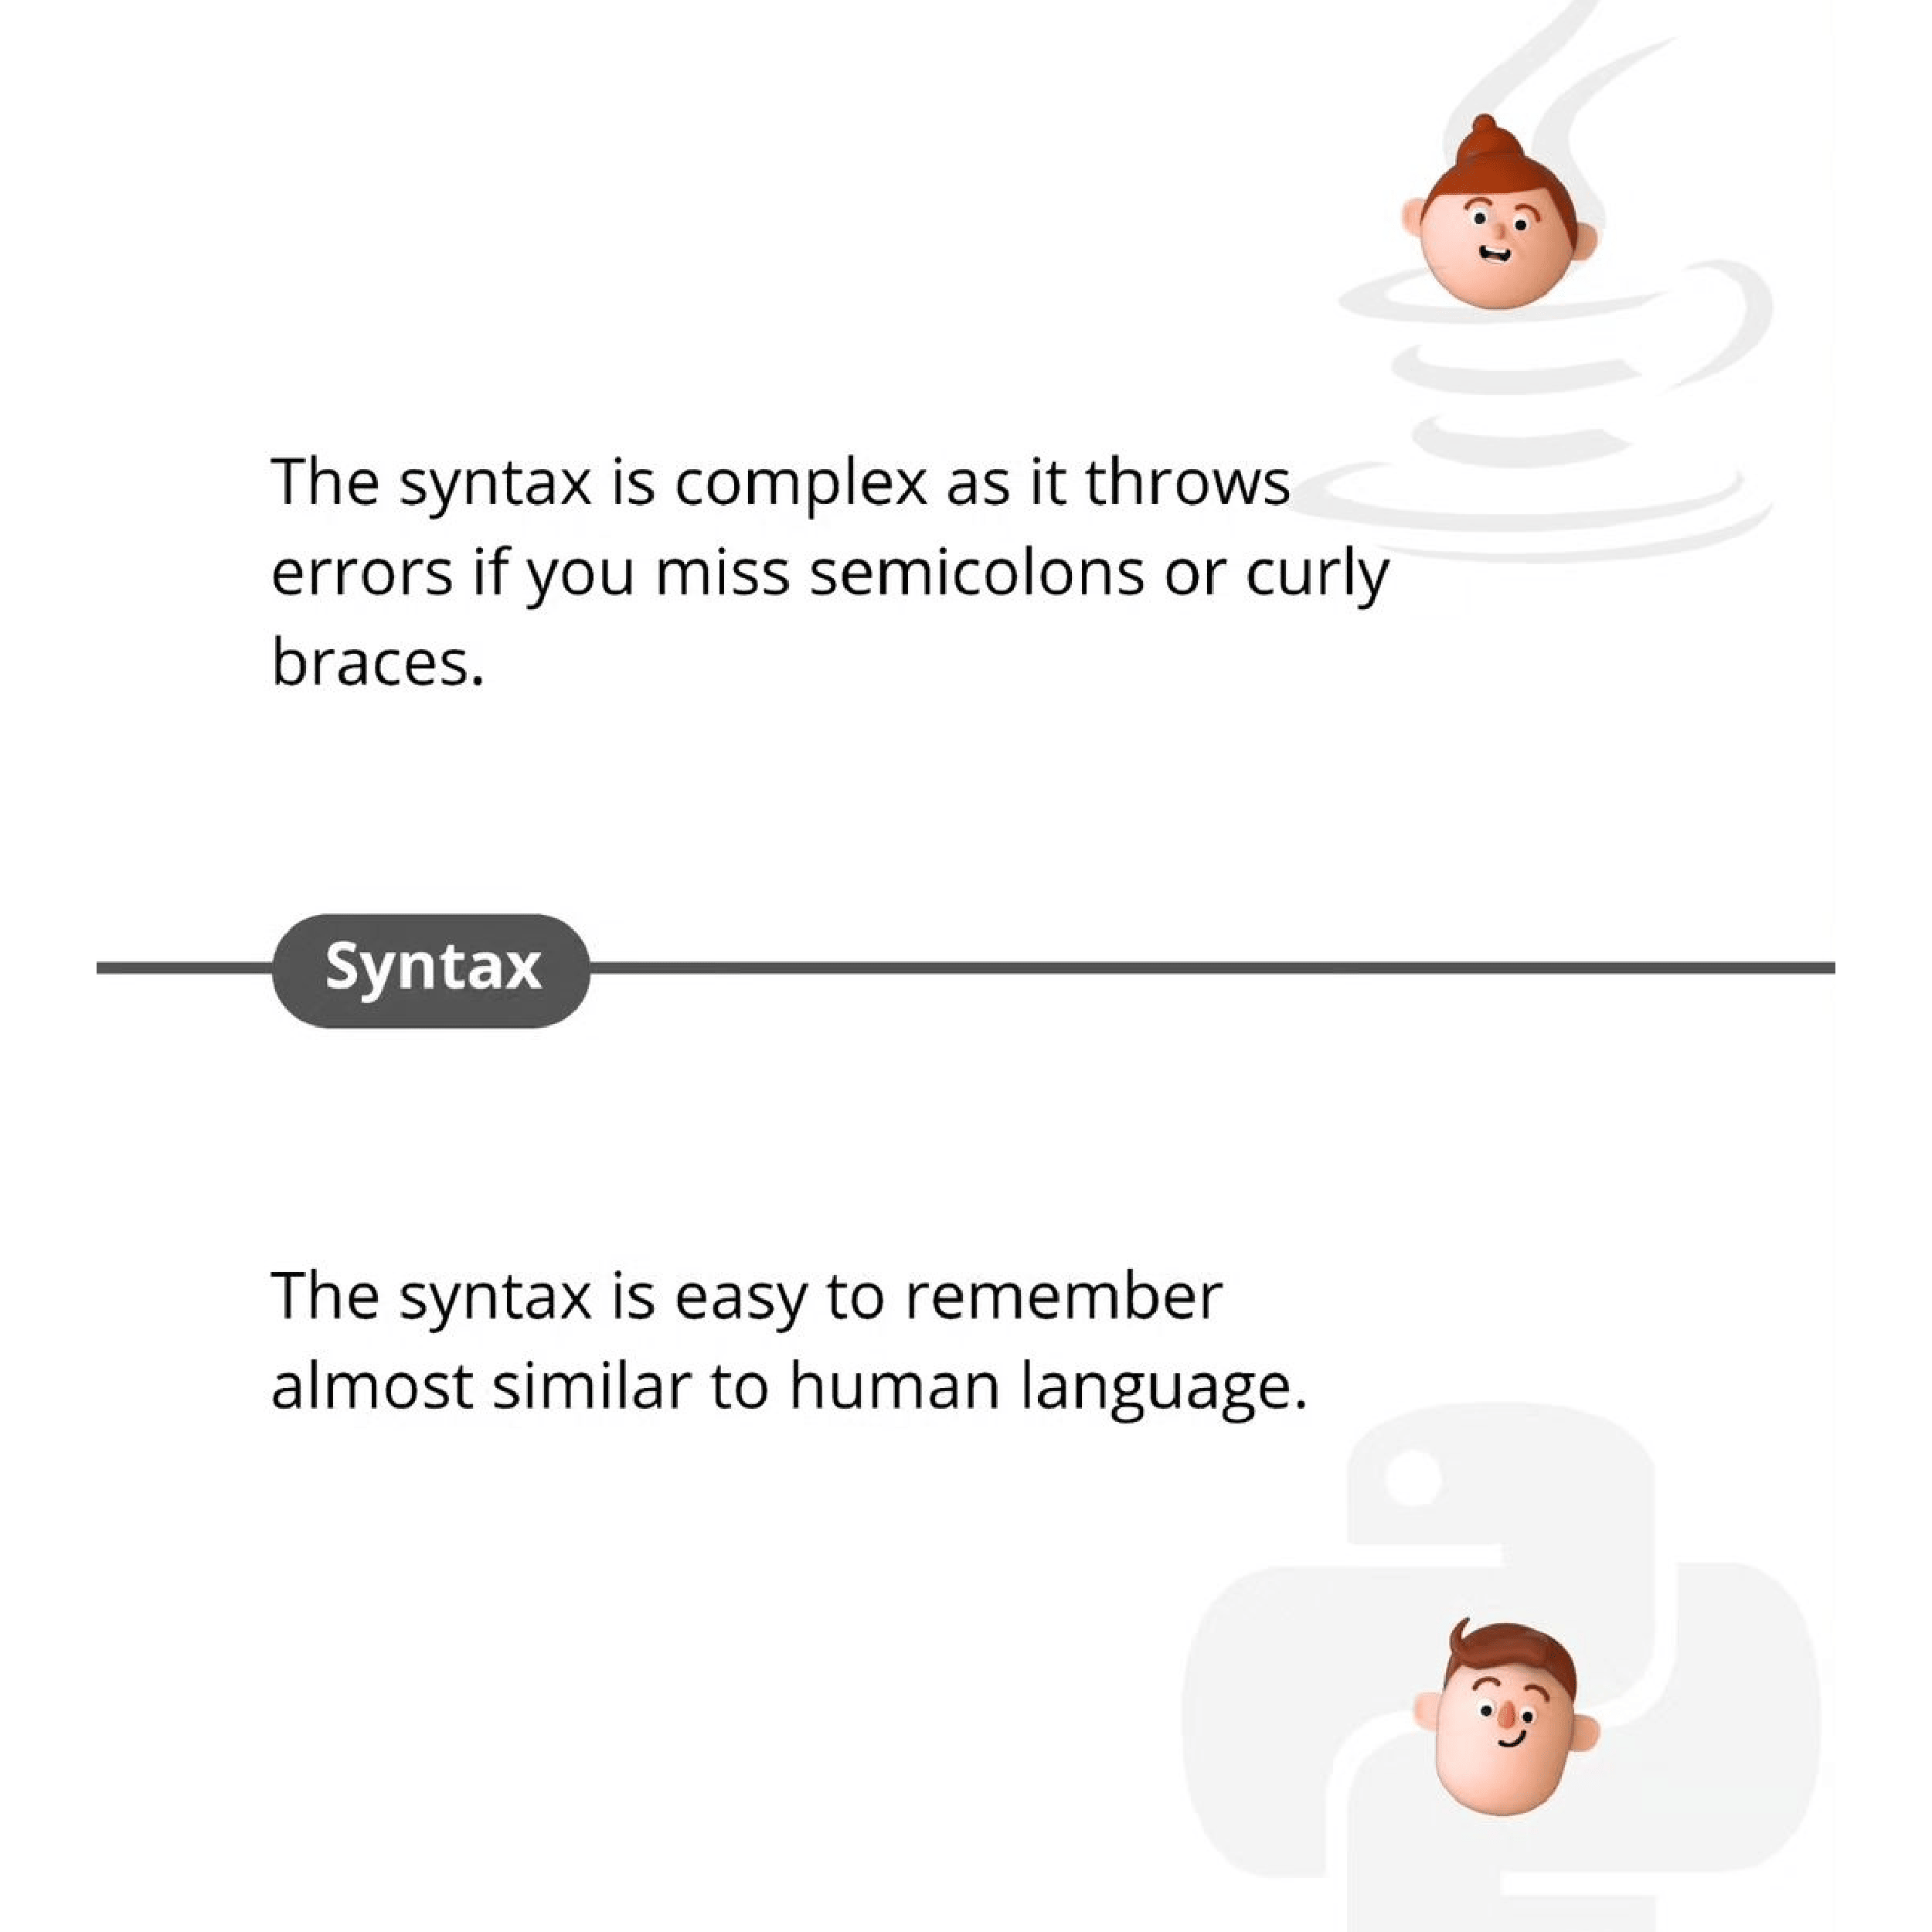 The syntax is complex as it throws
errors if you miss semicolons or curly
braces.
Syntax
The syntax is easy to remember
almost similar to human language.